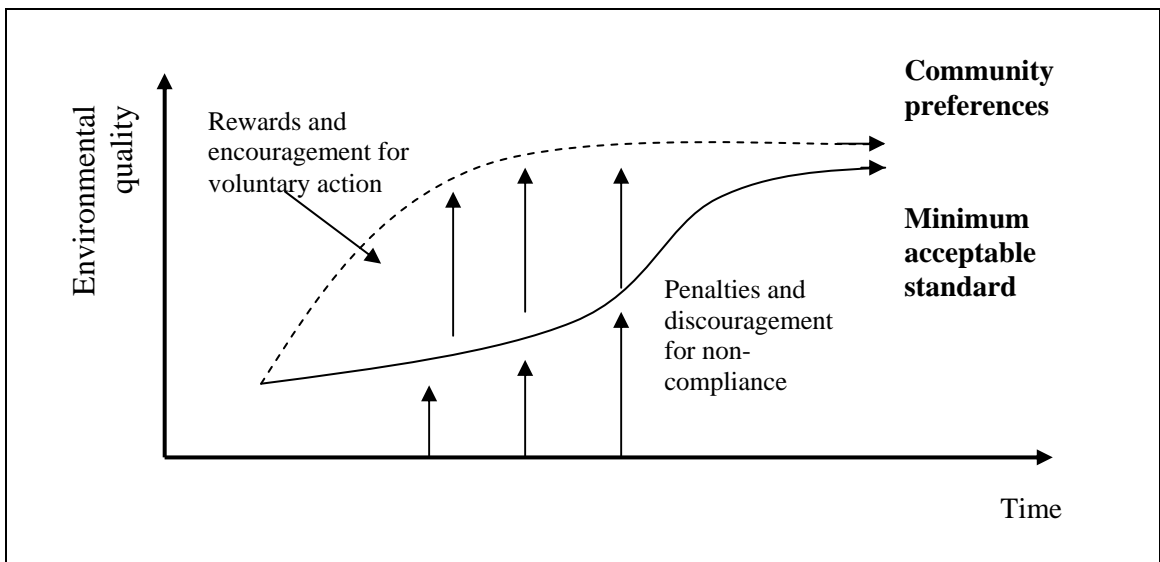 Community
preferences
Environmental
quality
Rewards and
encouragement for
voluntary action
Minimum
acceptable
standard
Penalties and
discouragement
for non-
compliance
Time